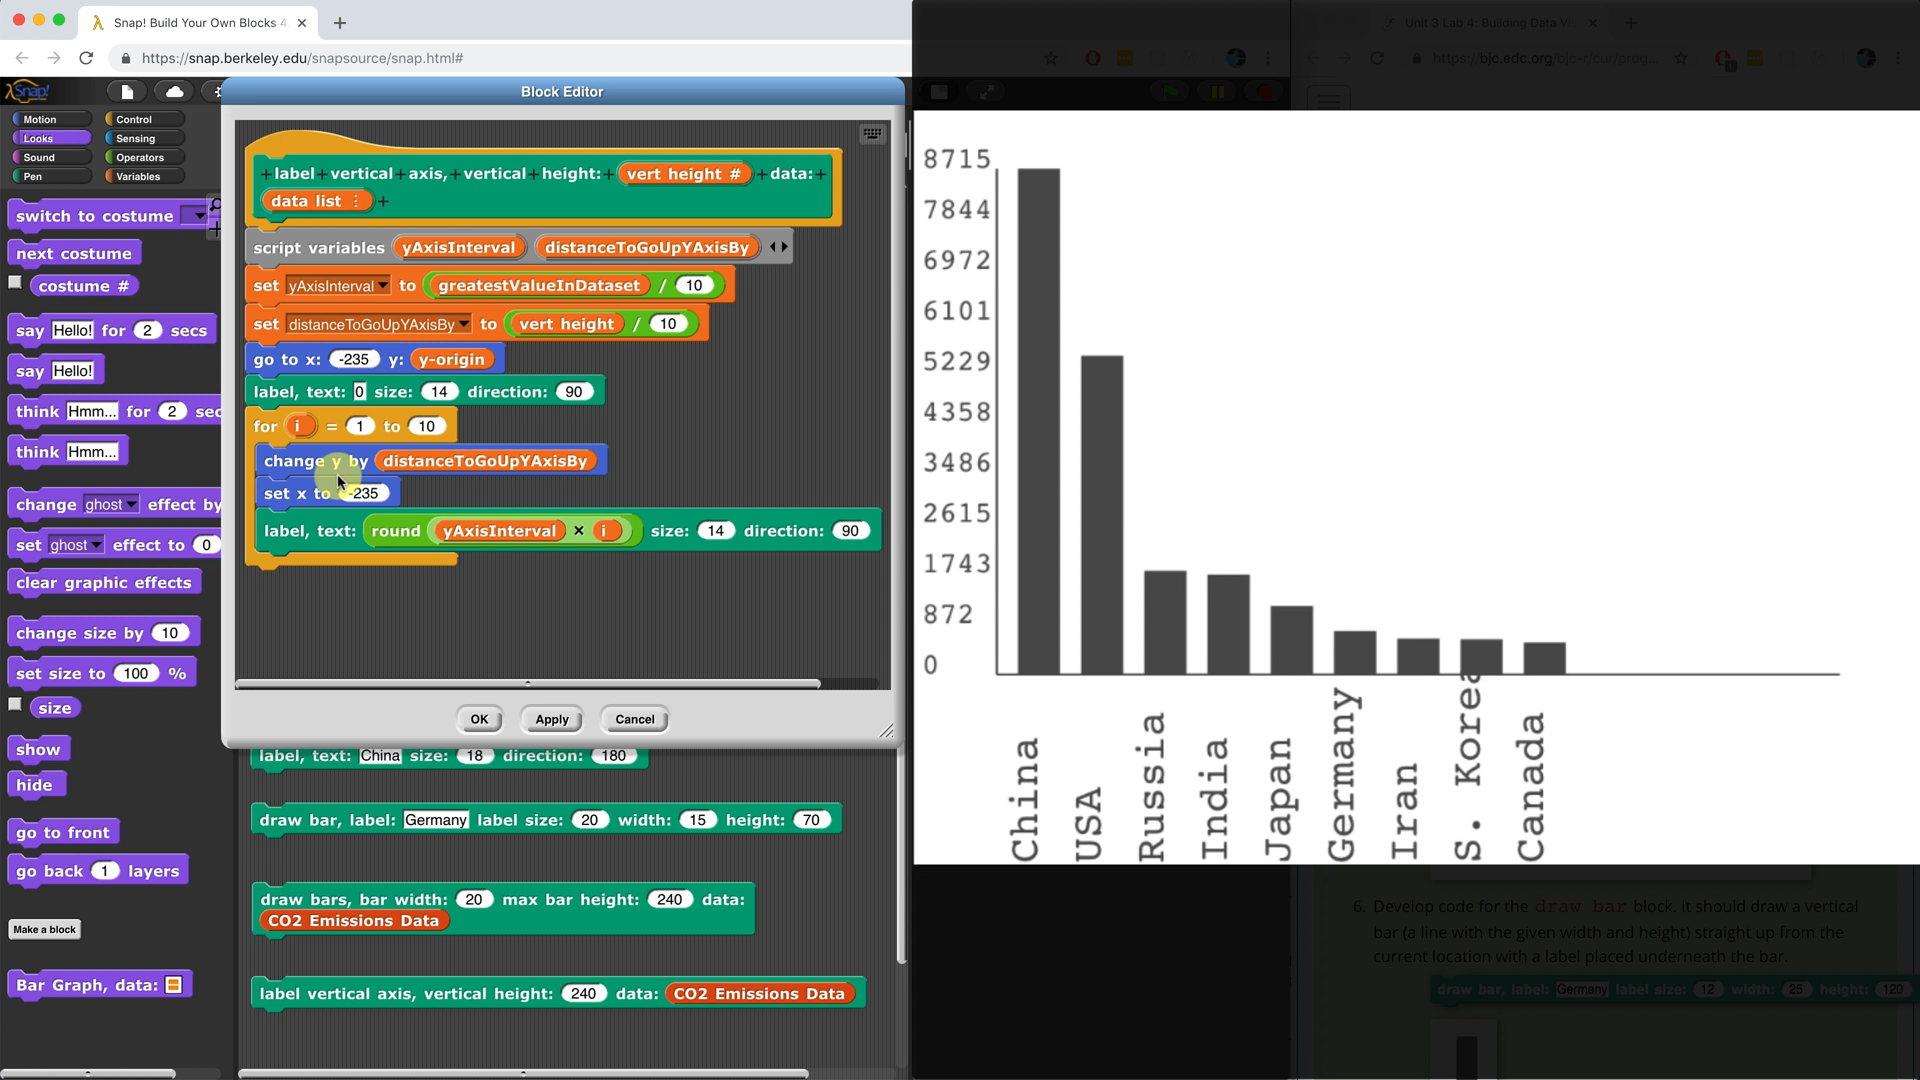 Snap! Build Your Own Blocks 4
https://snap.berkeley.edu/snapsource/snap.html#
Unit 3 Lab 4: Building Data Vi
https://bjc.edc.org/bjc-r/cur/prog...
Snap!
Block Editor
Motion
Control
Looks
Sensing
Sound
Operators
Pen
Variables
switch to costume
next costume
costume #
say Hello! for 2 secs
say Hello!
think Hmm... for 2 sec
think Hmm...
change ghost effect by
set ghost effect to 0
clear graphic effects
change size by 10
set size to 100 %
size
show
hide
go to front
go back 1 layers
Make a block
Bar Graph, data:
+ label + vertical + axis, + vertical + height: + vert height # + data: +
data list ⋮ +
script variables yAxisInterval distanceToGoUpYAxisBy
set yAxisInterval to greatestValueInDataset / 10
set distanceToGoUpYAxisBy to vert height / 10
go to x: -235 y: y-origin
label, text: 0 size: 14 direction: 90
for i = 1 to 10
change y by distanceToGoUpYAxisBy
set x to -235
label, text: round yAxisInterval × i size: 14 direction: 90
OK
Apply
Cancel
label, text: China size: 18 direction: 180
draw bar, label: Germany label size: 20 width: 15 height: 70
draw bars, bar width: 20 max bar height: 240 data:
CO2 Emissions Data
label vertical axis, vertical height: 240 data: CO2 Emissions Data
8715
7844
6972
6101
5229
4358
3486
2615
1743
872
0
China
USA
Russia
India
Japan
Germany
Iran
S. Korea
Canada
6. Develop code for the draw bar block. It should draw a vertical
bar (a line with the given width and height) straight up from the
current location with a label placed underneath the bar.
draw bar, label: Germany label size: 12 width: 25 height: 120